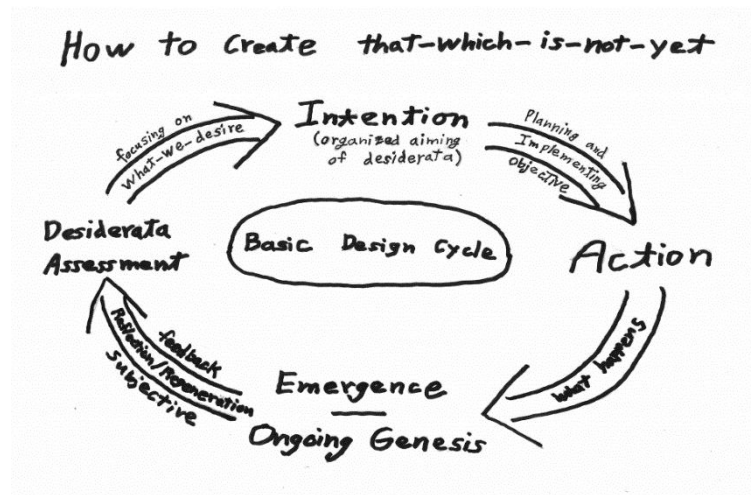 How to Create that-which-is-not-yet
Intention
(organized aiming
of desiderata)
Planning and
Implementing
objective
Action
what happens
Emergence
Ongoing Genesis
feedback
Reflection/Regeneration
subjective
Desiderata
Assessment
focusing on
what-we-desire
Basic Design Cycle